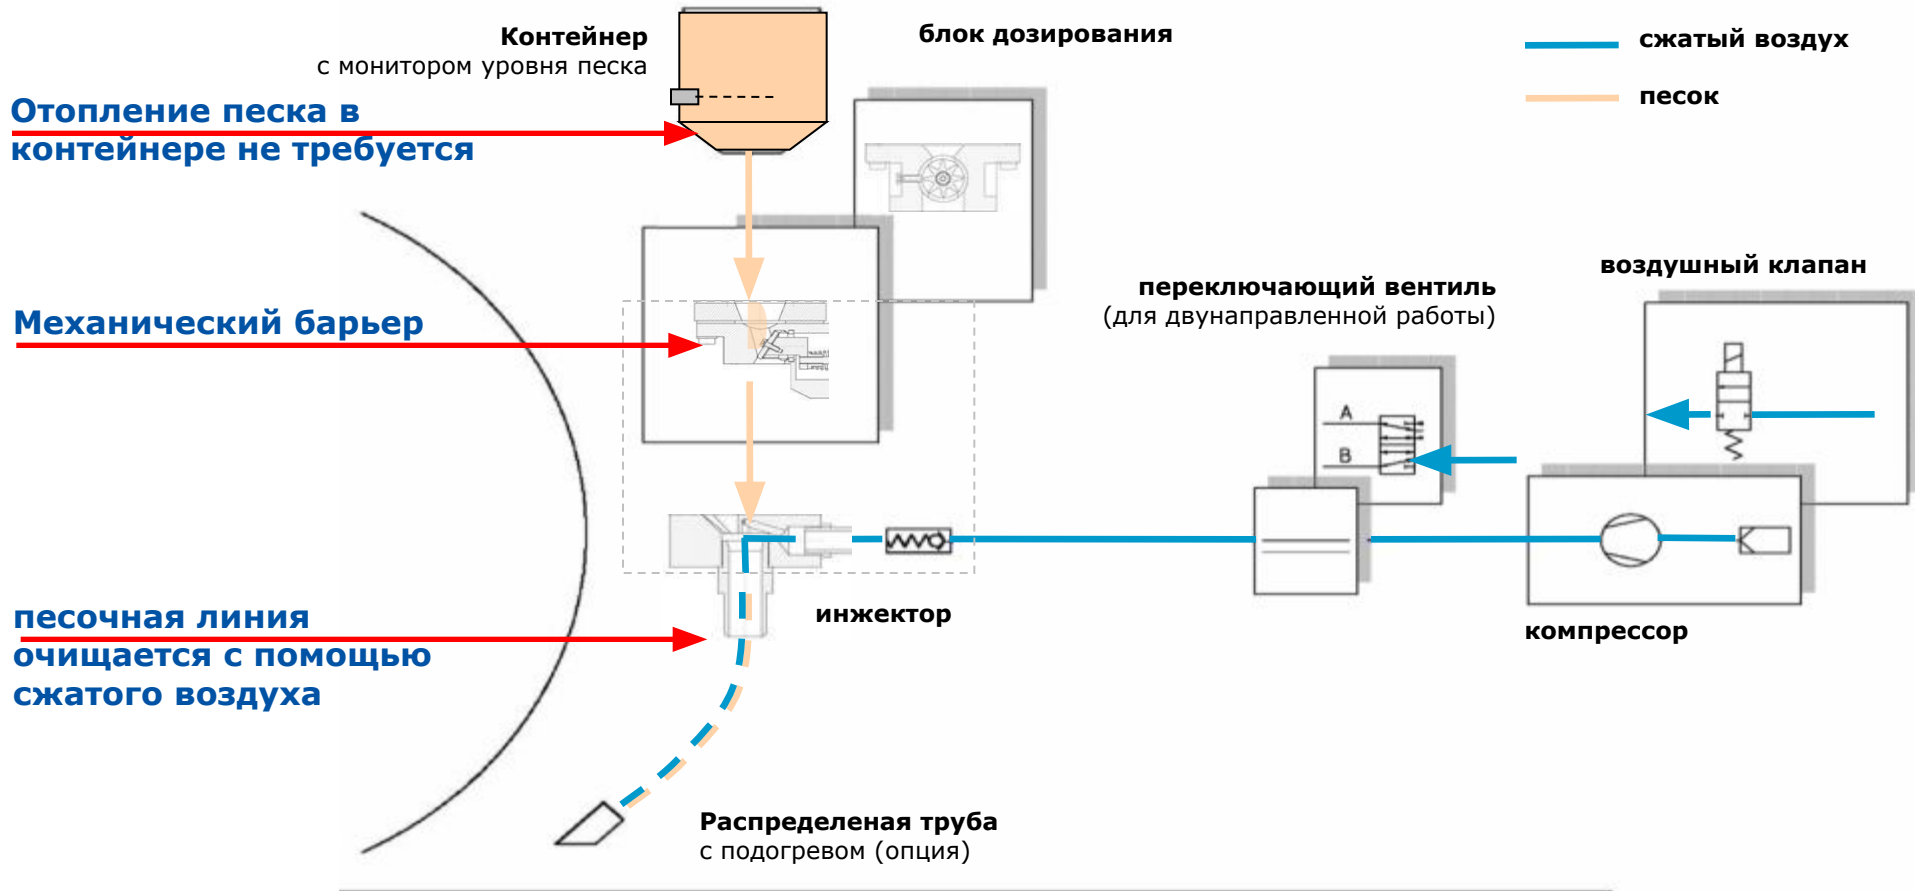 Контейнер
с монитором уровня песка
блок дозирования
сжатый воздух
песок
Отопление песка в
контейнере не требуется
воздушный клапан
переключающий вентиль
(для двунаправленной работы)
Механический барьер
A
B
инжектор
компрессор
песочная линия
очищается с помощью
сжатого воздуха
Распределеная труба
с подогревом (опция)